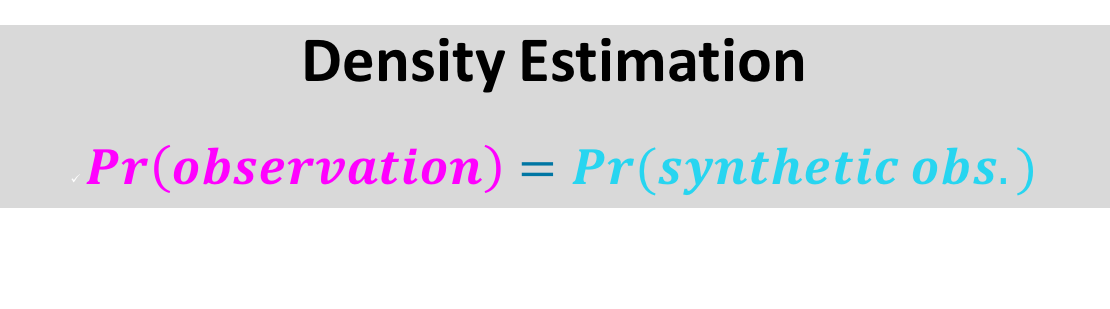 Density Estimation
✓ Pr(observation) = Pr(synthetic obs.)